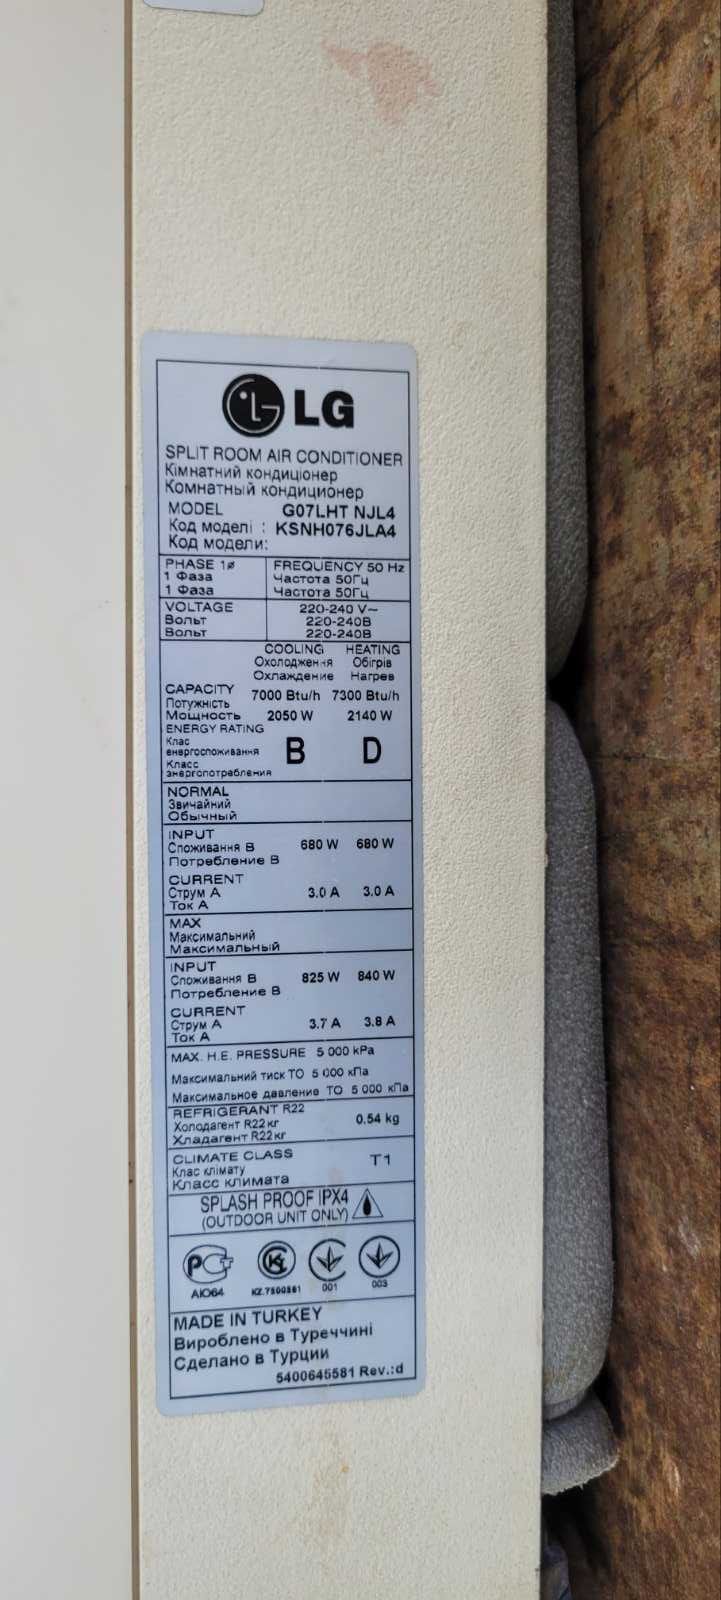 LG
SPLIT ROOM AIR CONDITIONER
Кімнатний кондиціонер
Комнатный кондиционер
MODEL G07LHT NJL4
Код моделі : KSNH076JLA4
Код модели:
PHASE 1ø FREQUENCY 50 Hz
1 Фаза Частота 50Гц
1 Фаза Частота 50Гц
VOLTAGE 220-240 V~
Вольт 220-240В
Вольт 220-240В
COOLING HEATING
Охолодження Обігрів
Охлаждение Нагрев
CAPACITY 7000 Btu/h 7300 Btu/h
Потужність
Мощность 2050 W 2140 W
ENERGY RATING
Клас
енергоспоживання B D
Класс
энергопотребления
NORMAL
Звичайний
Обычный
INPUT
Споживання В 680 W 680 W
Потребление В
CURRENT
Струм А 3.0 A 3.0 A
Ток А
MAX
Максимальний
Максимальный
INPUT
Споживання В 825 W 840 W
Потребление В
CURRENT
Струм А 3.7 A 3.8 A
Ток А
MAX. H.E. PRESSURE 5 000 kPa
Максимальний тиск ТО 5 000 кПа
Максимальное давление ТО 5 000 кПа
REFRIGERANT R22
Холодагент R22кг 0.54 kg
Хладагент R22кг
CLIMATE CLASS
Клас клімату T1
Класс климата
SPLASH PROOF IPX4
(OUTDOOR UNIT ONLY)
АЮ64 KZ.7500361 001 003
MADE IN TURKEY
Вироблено в Туреччині
Сделано в Турции
5400645581 Rev.:d